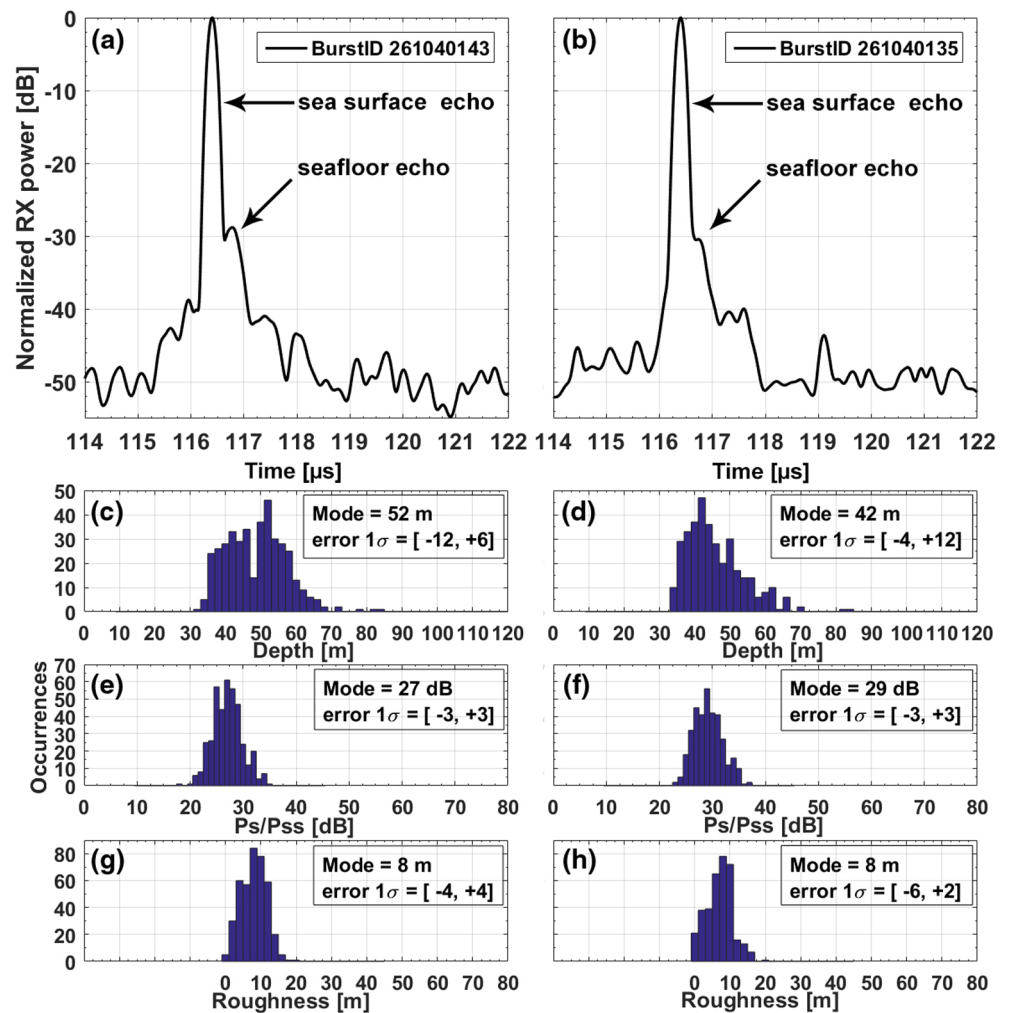 (a)
BurstID 261040143
sea surface echo
seafloor echo
Normalized RX power [dB]
0
-10
-20
-30
-40
-50
114 115 116 117 118 119 120 121 122
Time [µs]
(b)
BurstID 261040135
sea surface echo
seafloor echo
114 115 116 117 118 119 120 121 122
Time [µs]
(c)
Mode = 52 m
error 1σ = [ -12, +6]
50
40
30
20
10
0
0 10 20 30 40 50 60 70 80 90 100 110 120
Depth [m]
(d)
Mode = 42 m
error 1σ = [ -4, +12]
0 10 20 30 40 50 60 70 80 90 100 110 120
Depth [m]
Occurrences
(e)
Mode = 27 dB
error 1σ = [ -3, +3]
70
60
50
40
30
20
10
0
0 10 20 30 40 50 60 70 80
Ps/Pss [dB]
(f)
Mode = 29 dB
error 1σ = [ -3, +3]
0 10 20 30 40 50 60 70 80
Ps/Pss [dB]
(g)
Mode = 8 m
error 1σ = [ -4, +4]
80
60
40
20
0
0 10 20 30 40 50 60 70 80
Roughness [m]
(h)
Mode = 8 m
error 1σ = [ -6, +2]
0 10 20 30 40 50 60 70 80
Roughness [m]